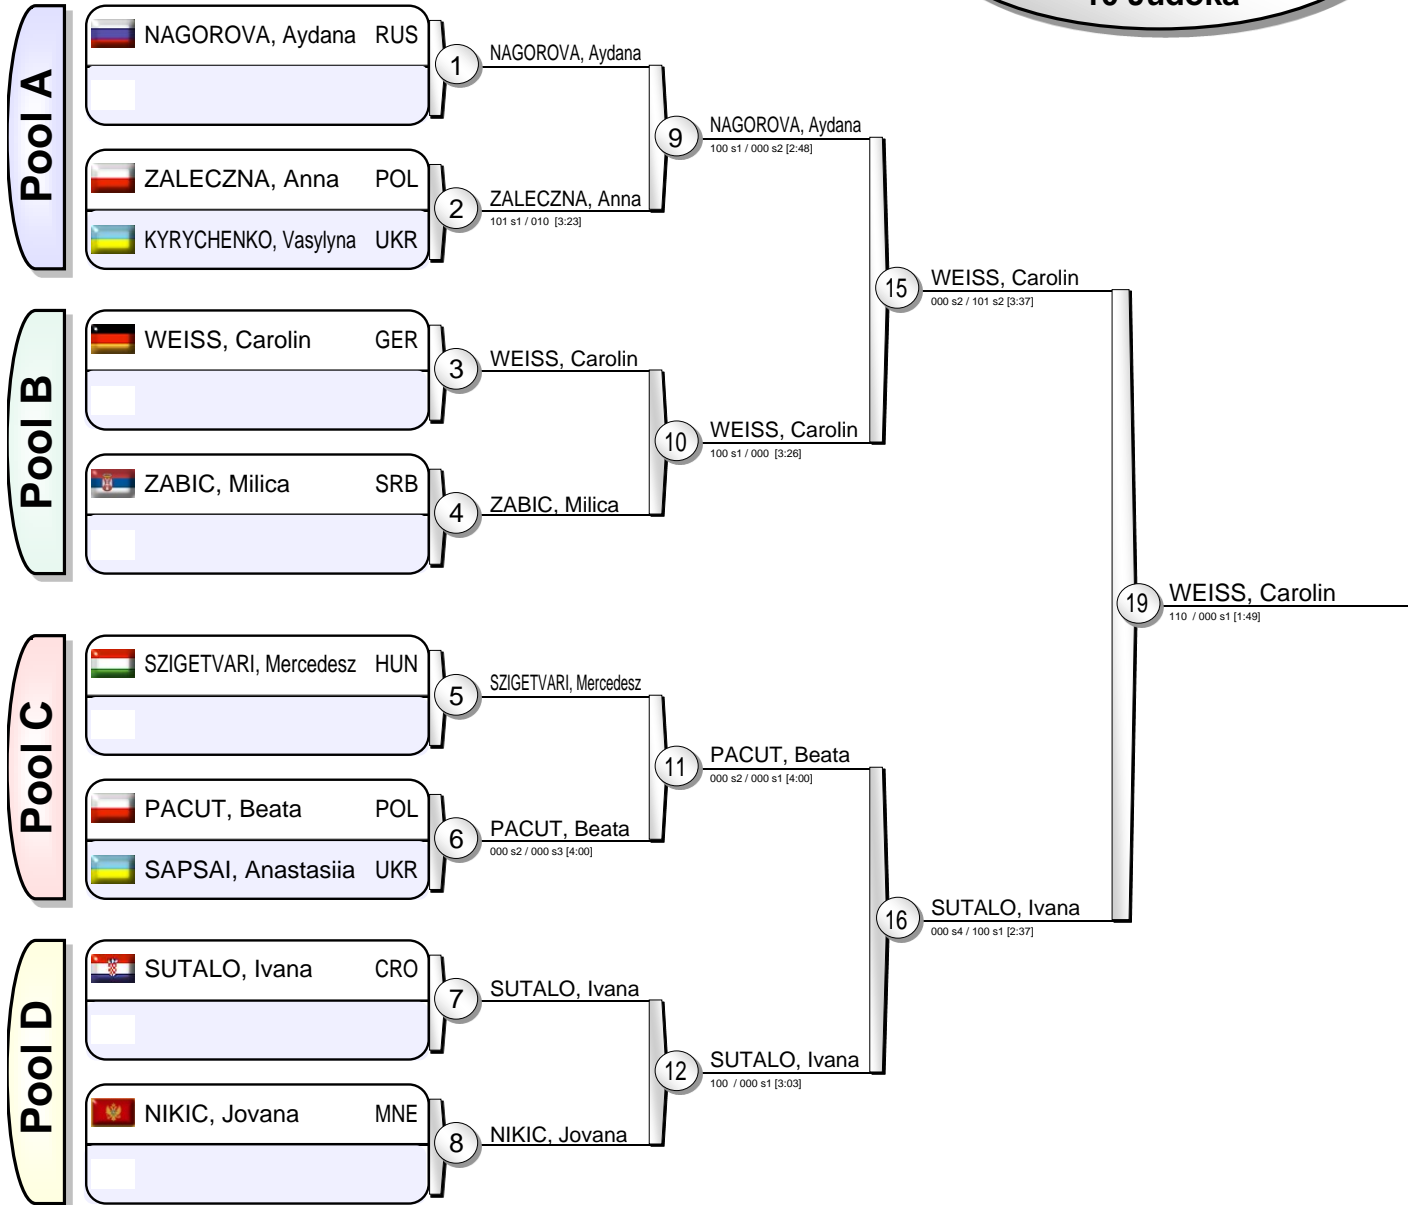 10 Judoka
Pool A
NAGOROVA, Aydana RUS
1
NAGOROVA, Aydana
ZALECZNA, Anna POL
KYRYCHENKO, Vasylyna UKR
2
ZALECZNA, Anna
101 s1 / 010 [3:23]
9
NAGOROVA, Aydana
100 s1 / 000 s2 [2:48]
Pool B
WEISS, Carolin GER
3
WEISS, Carolin
ZABIC, Milica SRB
4
ZABIC, Milica
10
WEISS, Carolin
100 s1 / 000 [3:26]
15
WEISS, Carolin
000 s2 / 101 s2 [3:37]
Pool C
SZIGETVARI, Mercedesz HUN
5
SZIGETVARI, Mercedesz
PACUT, Beata POL
SAPSAI, Anastasiia UKR
6
PACUT, Beata
000 s2 / 000 s3 [4:00]
11
PACUT, Beata
000 s2 / 000 s1 [4:00]
Pool D
SUTALO, Ivana CRO
7
SUTALO, Ivana
NIKIC, Jovana MNE
8
NIKIC, Jovana
12
SUTALO, Ivana
100 / 000 s1 [3:03]
16
SUTALO, Ivana
000 s4 / 100 s1 [2:37]
19
WEISS, Carolin
110 / 000 s1 [1:49]